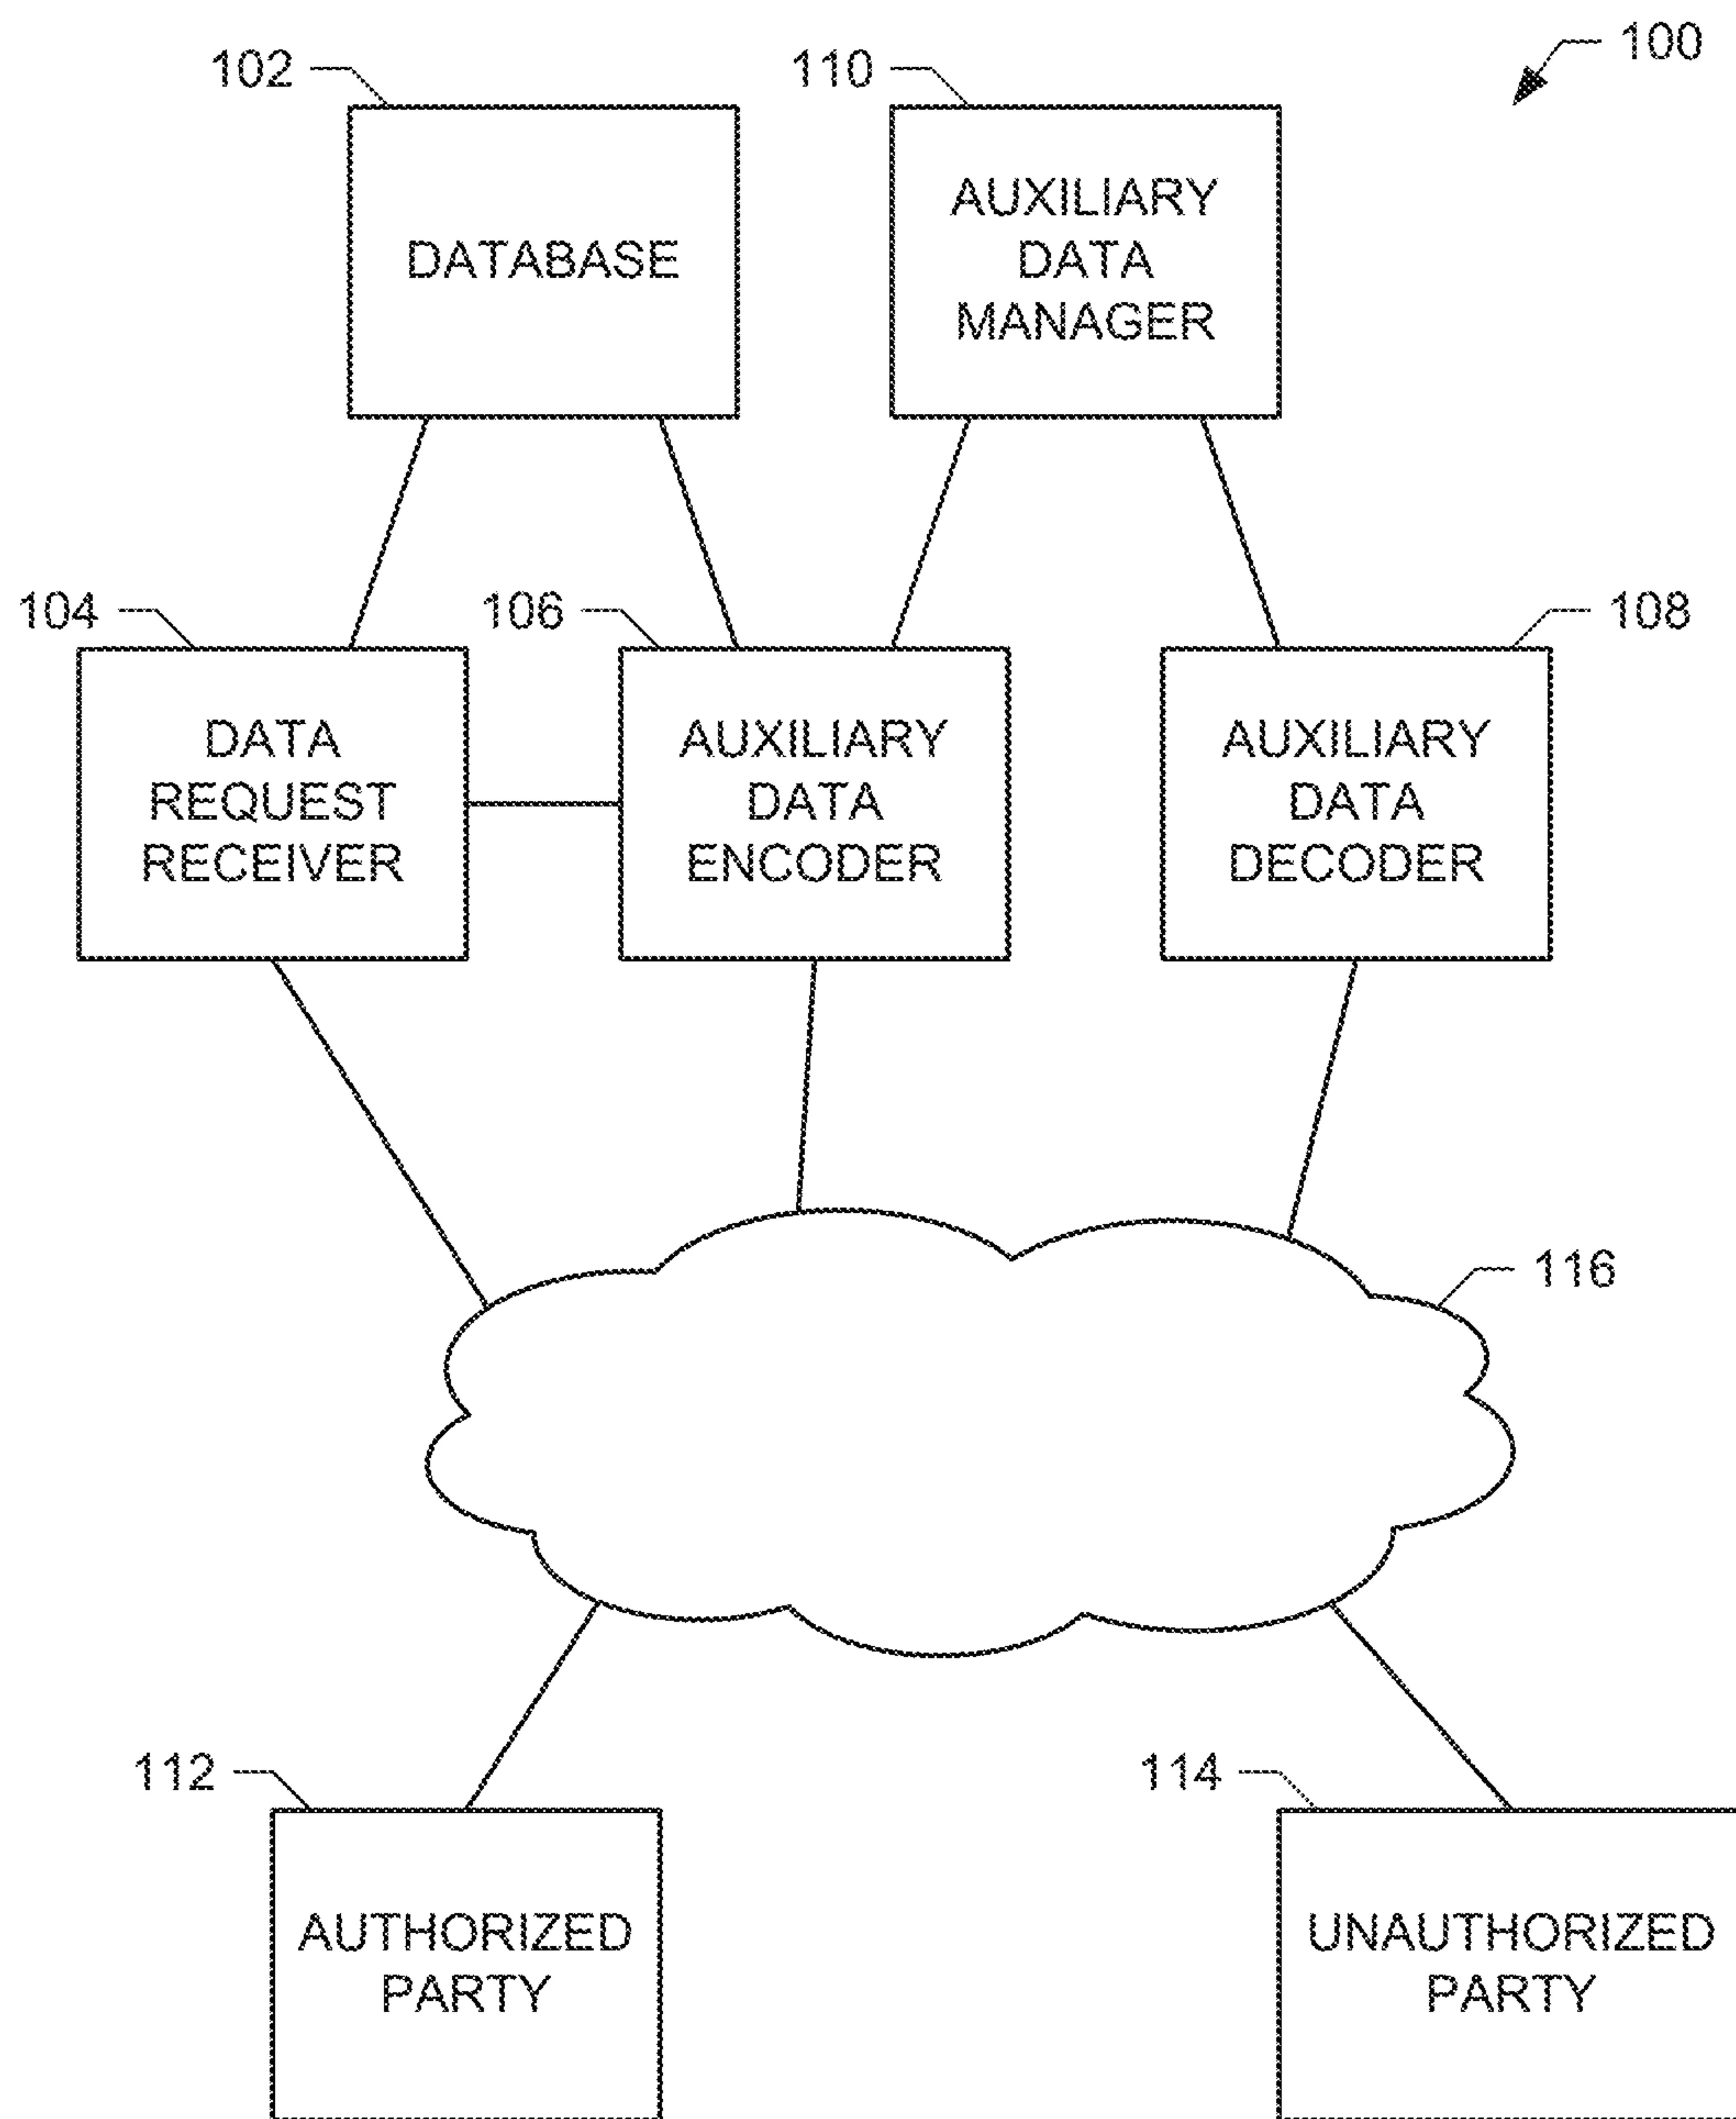 100
102
110
DATABASE
AUXILIARY
DATA
MANAGER
104
106
108
DATA
REQUEST
RECEIVER
AUXILIARY
DATA
ENCODER
AUXILIARY
DATA
DECODER
116
112
114
AUTHORIZED
PARTY
UNAUTHORIZED
PARTY